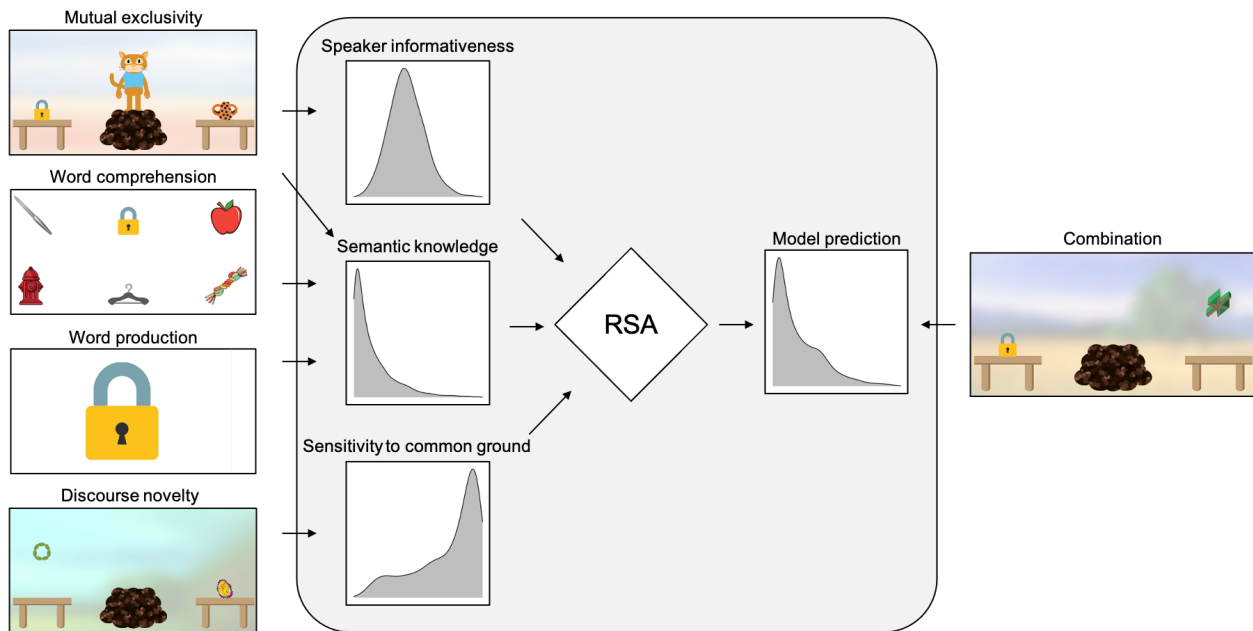 Mutual exclusivity
Speaker informativeness
Word comprehension
Semantic knowledge
Model prediction
Combination
RSA
Word production
Sensitivity to common ground
Discourse novelty